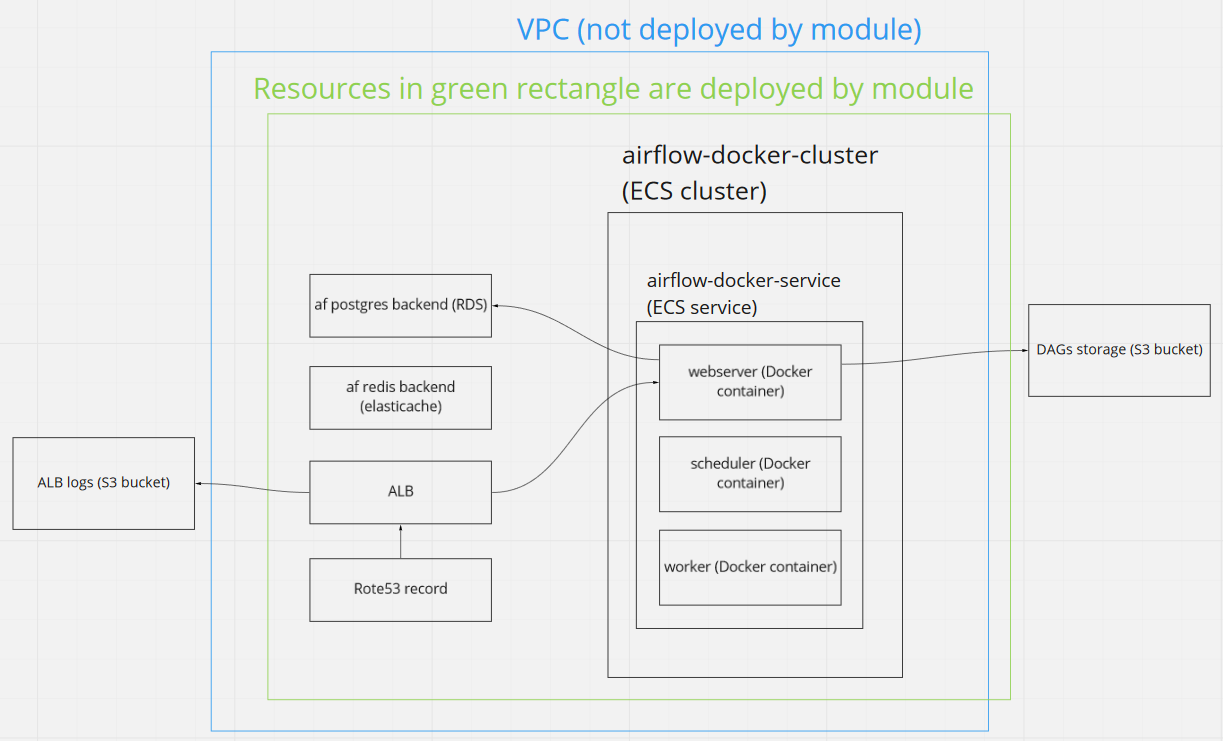 VPC (not deployed by module)
Resources in green rectangle are deployed by module
airflow-docker-cluster
(ECS cluster)
airflow-docker-service
(ECS service)
af postgres backend (RDS)
webserver (Docker
container)
DAGs storage (S3 bucket)
af redis backend
(elasticache)
scheduler (Docker
container)
ALB logs (S3 bucket)
ALB
worker (Docker container)
Rote53 record